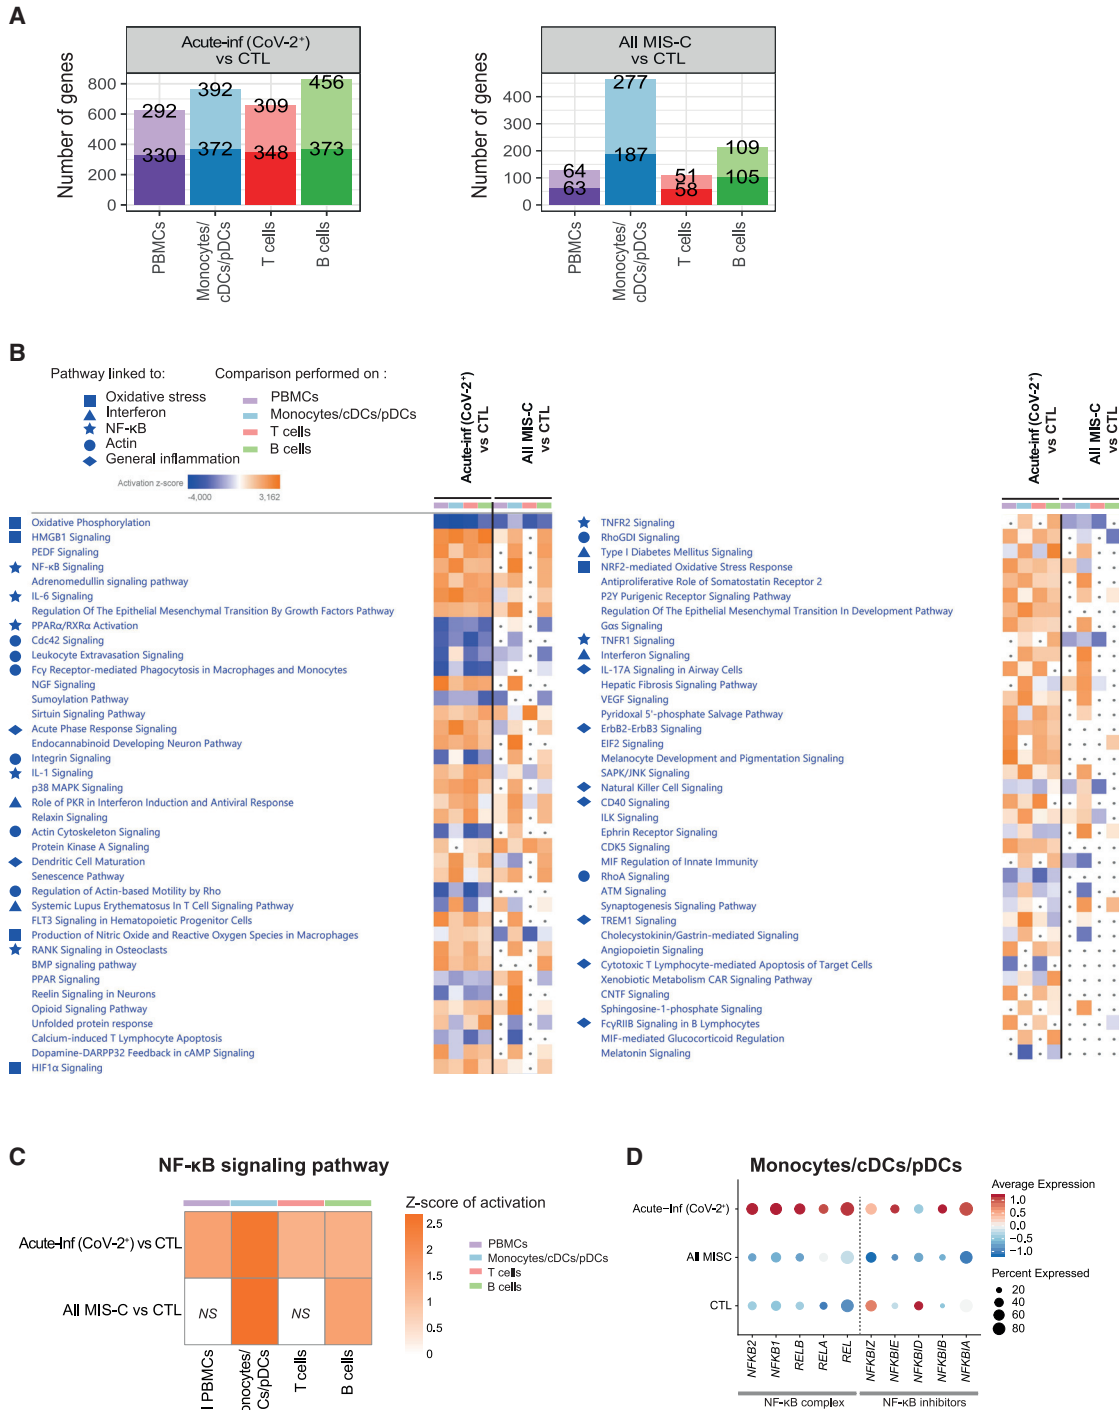 A
Acute-inf (CoV-2⁺)
vs CTL
Number of genes
800
600
400
200
0
292
330
392
372
309
348
456
373
PBMCs
Monocytes/
cDCs/pDCs
T cells
B cells
All MIS-C
vs CTL
Number of genes
400
300
200
100
0
64
63
277
187
51
58
109
105
PBMCs
Monocytes/
cDCs/pDCs
T cells
B cells
B
Pathway linked to:
Oxidative stress
Interferon
NF-κB
Actin
General inflammation
Comparison performed on :
PBMCs
Monocytes/cDCs/pDCs
T cells
B cells
Activation z-score
-4,000
3,162
Acute-inf (CoV-2⁺)
vs CTL
All MIS-C
vs CTL
Oxidative Phosphorylation
HMGB1 Signaling
PEDF Signaling
NF-κB Signaling
Adrenomedullin signaling pathway
IL-6 Signaling
Regulation Of The Epithelial Mesenchymal Transition By Growth Factors Pathway
PPARα/RXRα Activation
Cdc42 Signaling
Leukocyte Extravasation Signaling
Fcγ Receptor-mediated Phagocytosis in Macrophages and Monocytes
NGF Signaling
Sumoylation Pathway
Sirtuin Signaling Pathway
Acute Phase Response Signaling
Endocannabinoid Developing Neuron Pathway
Integrin Signaling
IL-1 Signaling
p38 MAPK Signaling
Role of PKR in Interferon Induction and Antiviral Response
Relaxin Signaling
Actin Cytoskeleton Signaling
Protein Kinase A Signaling
Dendritic Cell Maturation
Senescence Pathway
Regulation of Actin-based Motility by Rho
Systemic Lupus Erythematosus In T Cell Signaling Pathway
FLT3 Signaling in Hematopoietic Progenitor Cells
Production of Nitric Oxide and Reactive Oxygen Species in Macrophages
RANK Signaling in Osteoclasts
BMP signaling pathway
PPAR Signaling
Reelin Signaling in Neurons
Opioid Signaling Pathway
Unfolded protein response
Calcium-induced T Lymphocyte Apoptosis
Dopamine-DARPP32 Feedback in cAMP Signaling
HIF1α Signaling
Acute-inf (CoV-2⁺)
vs CTL
All MIS-C
vs CTL
TNFR2 Signaling
RhoGDI Signaling
Type I Diabetes Mellitus Signaling
NRF2-mediated Oxidative Stress Response
Antiproliferative Role of Somatostatin Receptor 2
P2Y Purigenic Receptor Signaling Pathway
Regulation Of The Epithelial Mesenchymal Transition In Development Pathway
Gαs Signaling
TNFR1 Signaling
Interferon Signaling
IL-17A Signaling in Airway Cells
Hepatic Fibrosis Signaling Pathway
VEGF Signaling
Pyridoxal 5'-phosphate Salvage Pathway
ErbB2-ErbB3 Signaling
EIF2 Signaling
Melanocyte Development and Pigmentation Signaling
SAPK/JNK Signaling
Natural Killer Cell Signaling
CD40 Signaling
ILK Signaling
Ephrin Receptor Signaling
CDK5 Signaling
MIF Regulation of Innate Immunity
RhoA Signaling
ATM Signaling
Synaptogenesis Signaling Pathway
TREM1 Signaling
Cholecystokinin/Gastrin-mediated Signaling
Angiopoietin Signaling
Cytotoxic T Lymphocyte-mediated Apoptosis of Target Cells
Xenobiotic Metabolism CAR Signaling Pathway
CNTF Signaling
Sphingosine-1-phosphate Signaling
FcγRIIB Signaling in B Lymphocytes
MIF-mediated Glucocorticoid Regulation
Melatonin Signaling
C
NF-κB signaling pathway
Acute-Inf (CoV-2⁺) vs CTL
All MIS-C vs CTL
NS
NS
PBMCs
onocytes/
Cs/pDCs
T cells
B cells
Z-score of activation
2.5
2
1.5
1
0.5
0
PBMCs
Monocytes/cDCs/pDCs
T cells
B cells
D
Monocytes/cDCs/pDCs
Acute-Inf (CoV-2⁺)
All MISC
CTL
NFKB2
NFKB1
RELB
RELA
REL
NFKBIZ
NFKBIE
NFKBID
NFKBIB
NFKBIA
NF-κB complex
NF-κB inhibitors
Average Expression
1.0
0.5
0.0
−0.5
−1.0
Percent Expressed
20
40
60
80